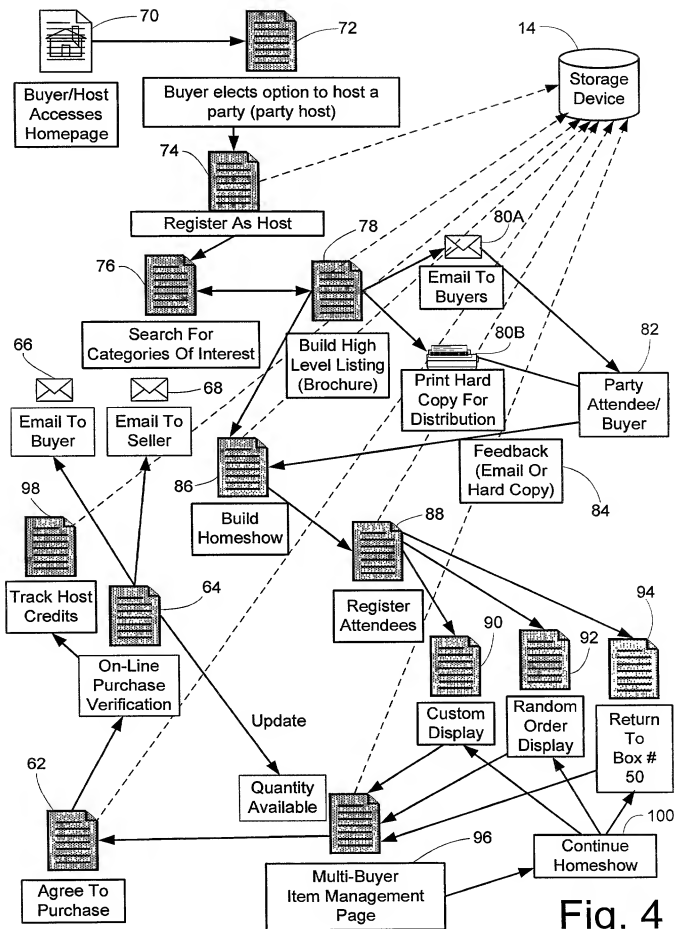 70
72
14
Storage
Device
Buyer/Host
Accesses
Homepage
Buyer elects option to host a
party (party host)
74
Register As Host
78
80A
76
Email To
Buyers
Search For
Categories Of Interest
Build High
Level Listing
(Brochure)
80B
Print Hard
Copy For
Distribution
82
Party
Attendee/
Buyer
66
68
Email To
Buyer
Email To
Seller
86
Build
Homeshow
Feedback
(Email Or
Hard Copy)
84
98
Track Host
Credits
64
88
Register
Attendees
90
92
94
On-Line
Purchase
Verification
Custom
Display
Random
Order
Display
Return
To
Box #
50
Update
62
Quantity
Available
96
100
Continue
Homeshow
Agree To
Purchase
Multi-Buyer
Item Management
Page
Fig. 4